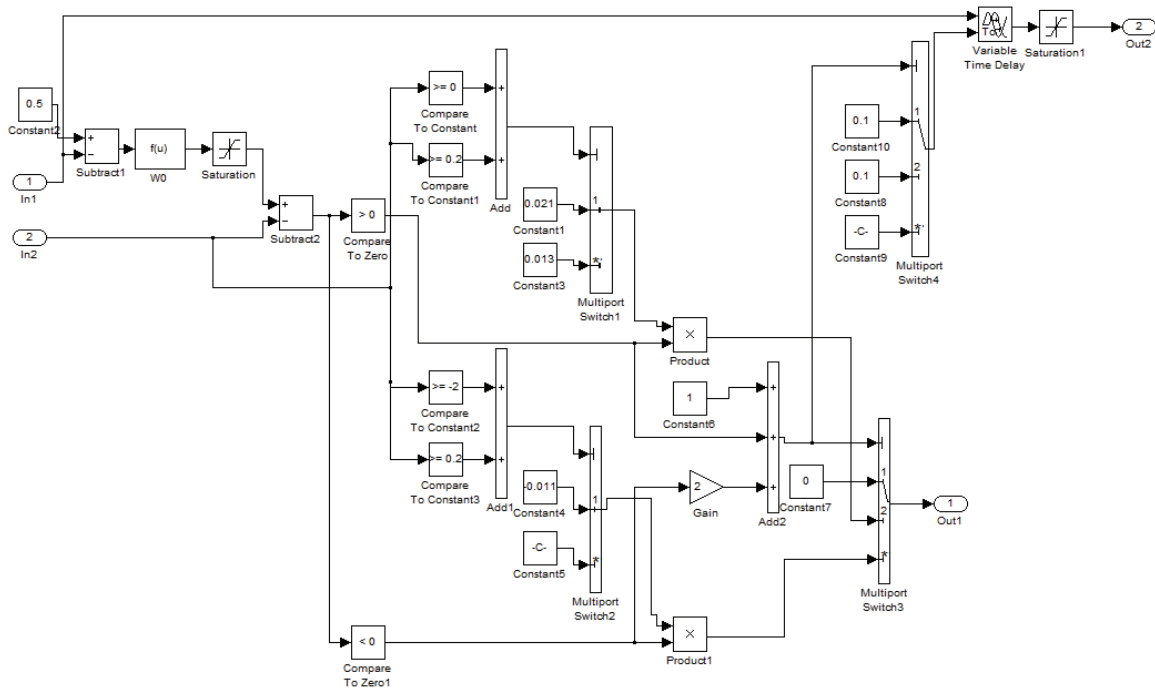 0.5
Constant2
+
-
Subtract1
f(u)
W0
Saturation
1
In1
2
In2
+
-
Subtract2
> 0
Compare
To Zero
>= 0
Compare
To Constant
>= 0.2
Compare
To Constant1
+
+
Add
0.021
Constant1
0.013
Constant3
1
*'
Multiport
Switch1
>= -2
Compare
To Constant2
>= 0.2
Compare
To Constant3
+
+
Add1
-0.011
Constant4
-C-
Constant5
1
*
Multiport
Switch2
< 0
Compare
To Zero1
×
Product
×
Product1
1
Constant6
2
Gain
+
+
+
Add2
0
Constant7
1
2
*
Multiport
Switch3
1
Out1
0.1
Constant10
0.1
Constant8
-C-
Constant9
1
2
*'
Multiport
Switch4
To
Variable
Time Delay
Saturation1
2
Out2